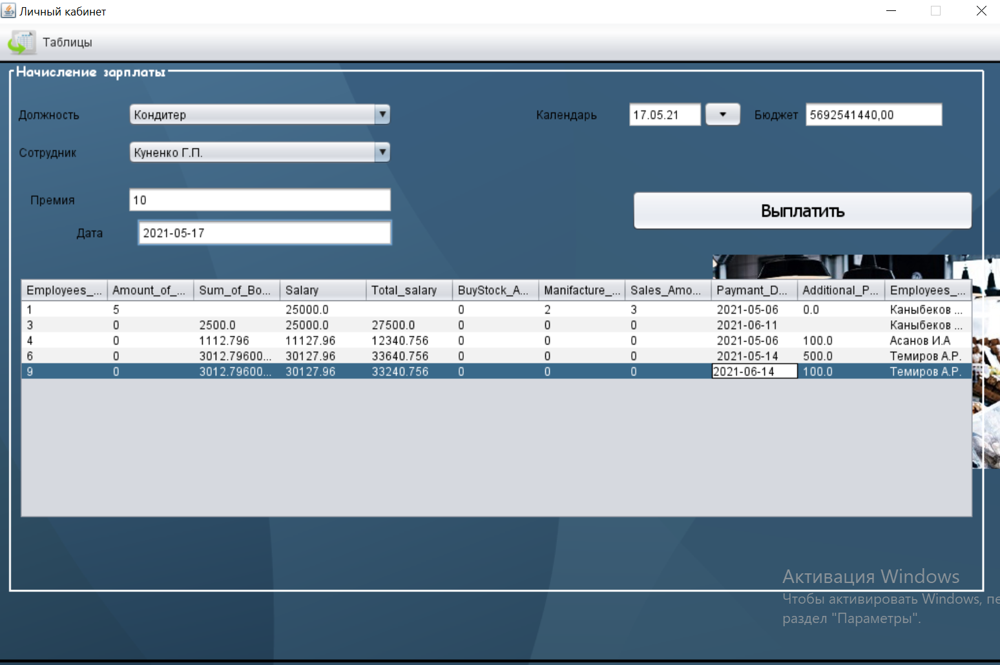 Личный кабинет
Таблицы
Начисление зарплаты
Должность Кондитер Календарь 17.05.21 Бюджет 5692541440,00
Сотрудник Куненко Г.П.
Премия 10
Выплатить
Дата 2021-05-17
Employees_... Amount_of_... Sum_of_Bo... Salary Total_salary BuyStock_A... Manifacture_... Sales_Amo... Paymant_D... Additional_P... Employees_...
1 5 25000.0 0 2 3 2021-05-06 0.0 Каныбеков ...
3 0 2500.0 25000.0 27500.0 0 0 0 2021-06-11 Каныбеков ...
4 0 1112.796 11127.96 12340.756 0 0 0 2021-05-06 100.0 Асанов И.А
6 0 3012.79600... 30127.96 33640.756 0 0 0 2021-05-14 500.0 Темиров А.Р.
9 0 3012.79600... 30127.96 33240.756 0 0 0 2021-06-14 100.0 Темиров А.Р.
Активация Windows
Чтобы активировать Windows, пе
раздел "Параметры".